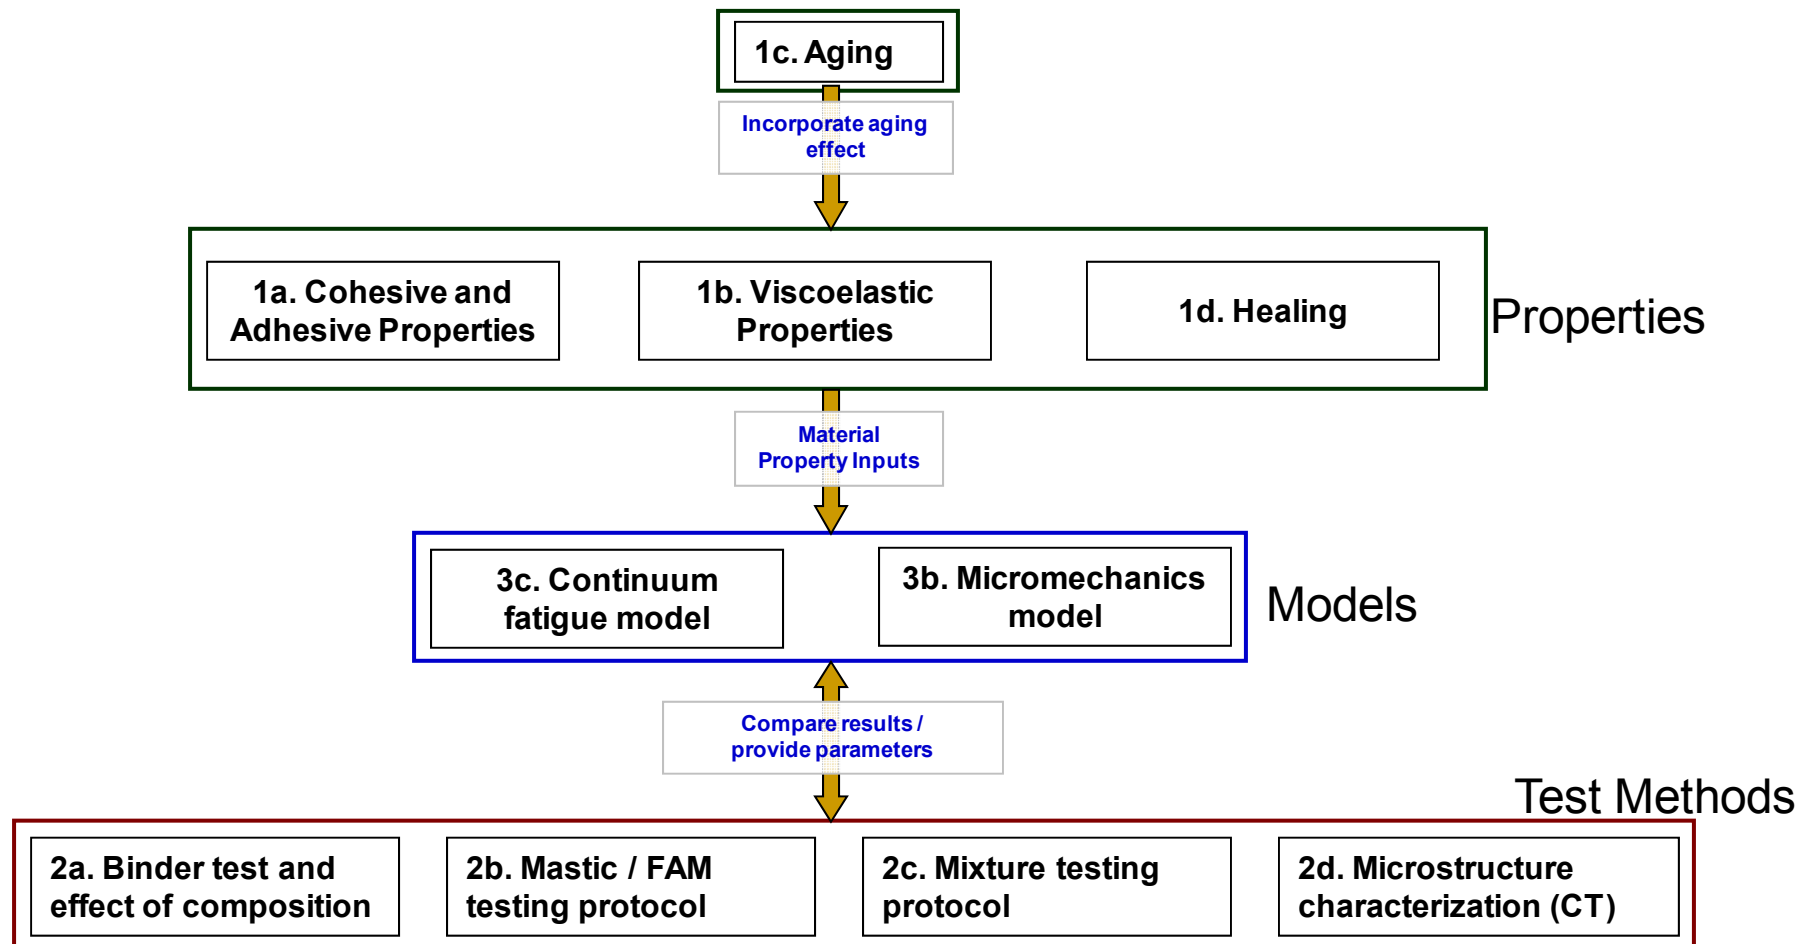 1c. Aging
Incorporate aging
effect
1a. Cohesive and
Adhesive Properties
1b. Viscoelastic
Properties
1d. Healing
Properties
Material
Property Inputs
3c. Continuum
fatigue model
3b. Micromechanics
model
Models
Compare results /
provide parameters
Test Methods
2a. Binder test and
effect of composition
2b. Mastic / FAM
testing protocol
2c. Mixture testing
protocol
2d. Microstructure
characterization (CT)